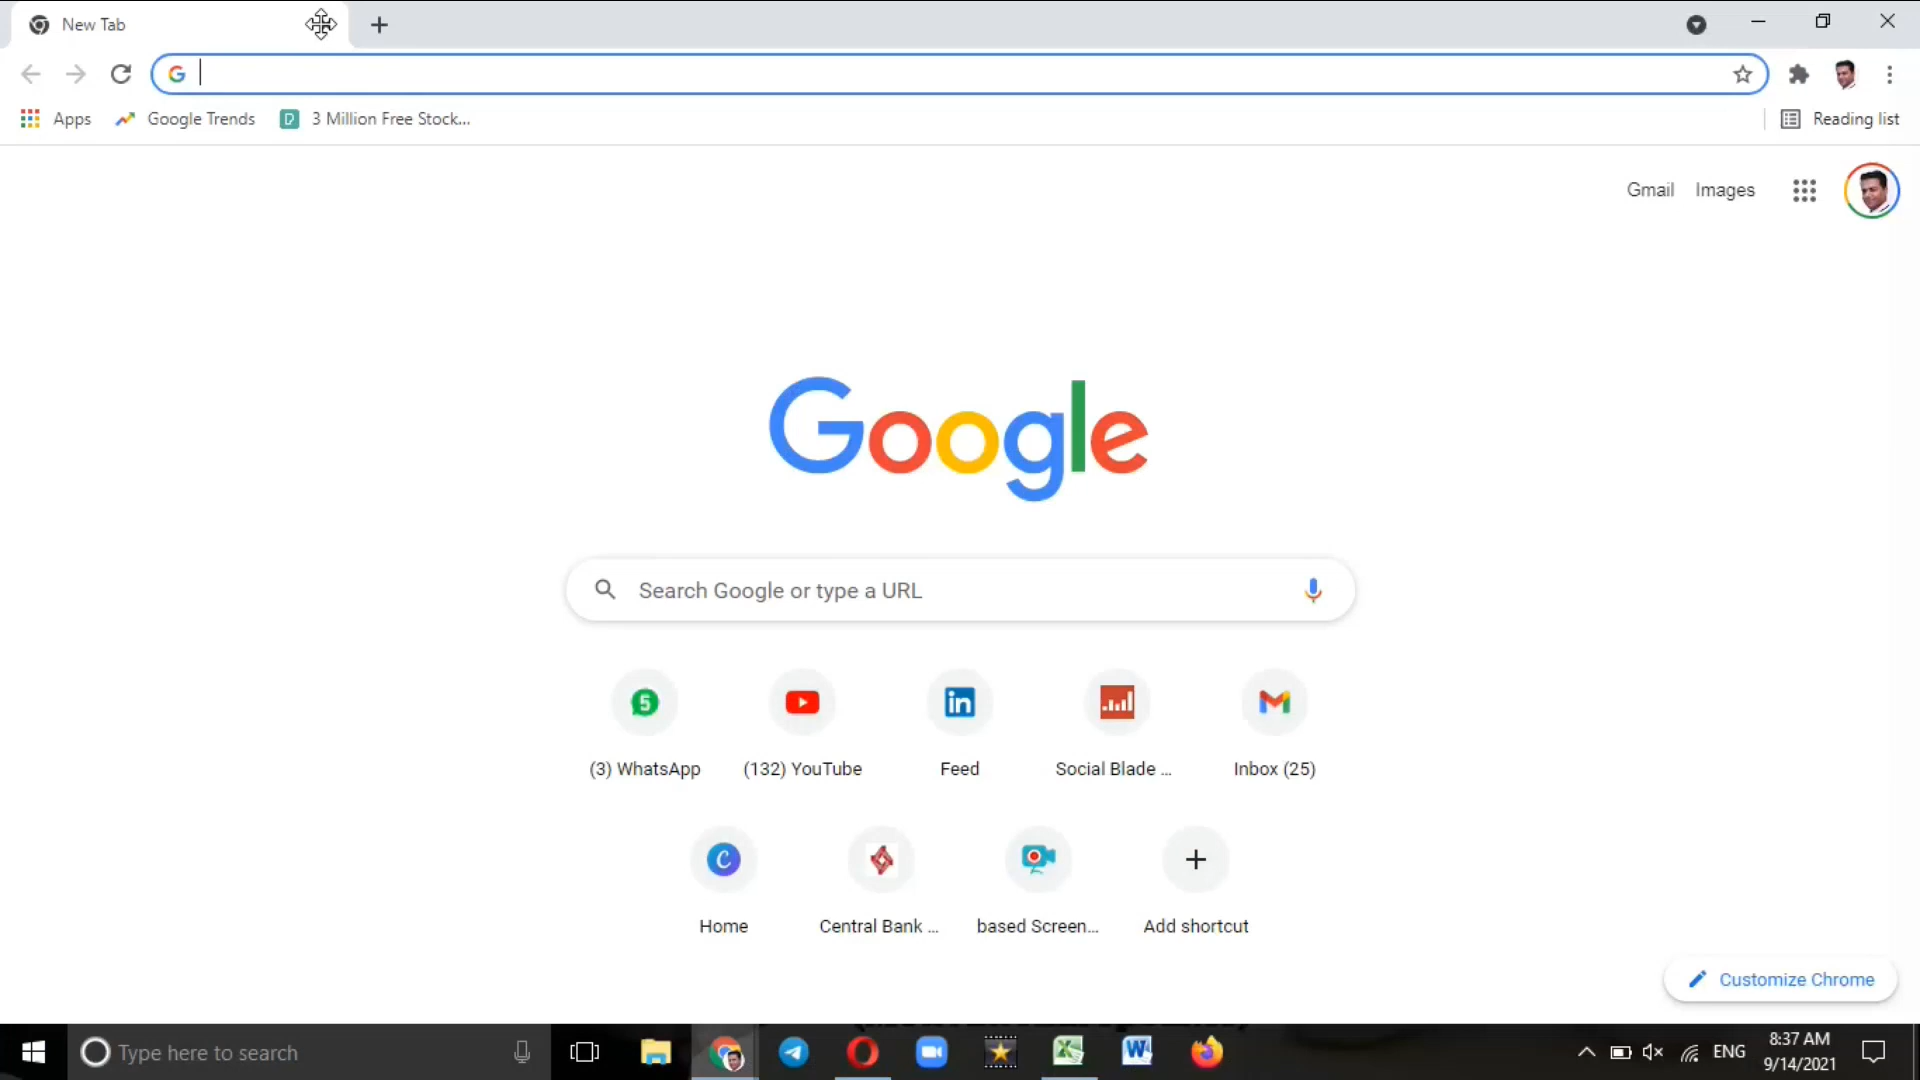 New Tab
Apps
Google Trends
3 Million Free Stock...
Reading list
Gmail
Images
Google
Search Google or type a URL
(3) WhatsApp
(132) YouTube
Feed
Social Blade ...
Inbox (25)
Home
Central Bank ...
based Screen...
Add shortcut
Customize Chrome
Type here to search
ENG
8:37 AM
9/14/2021